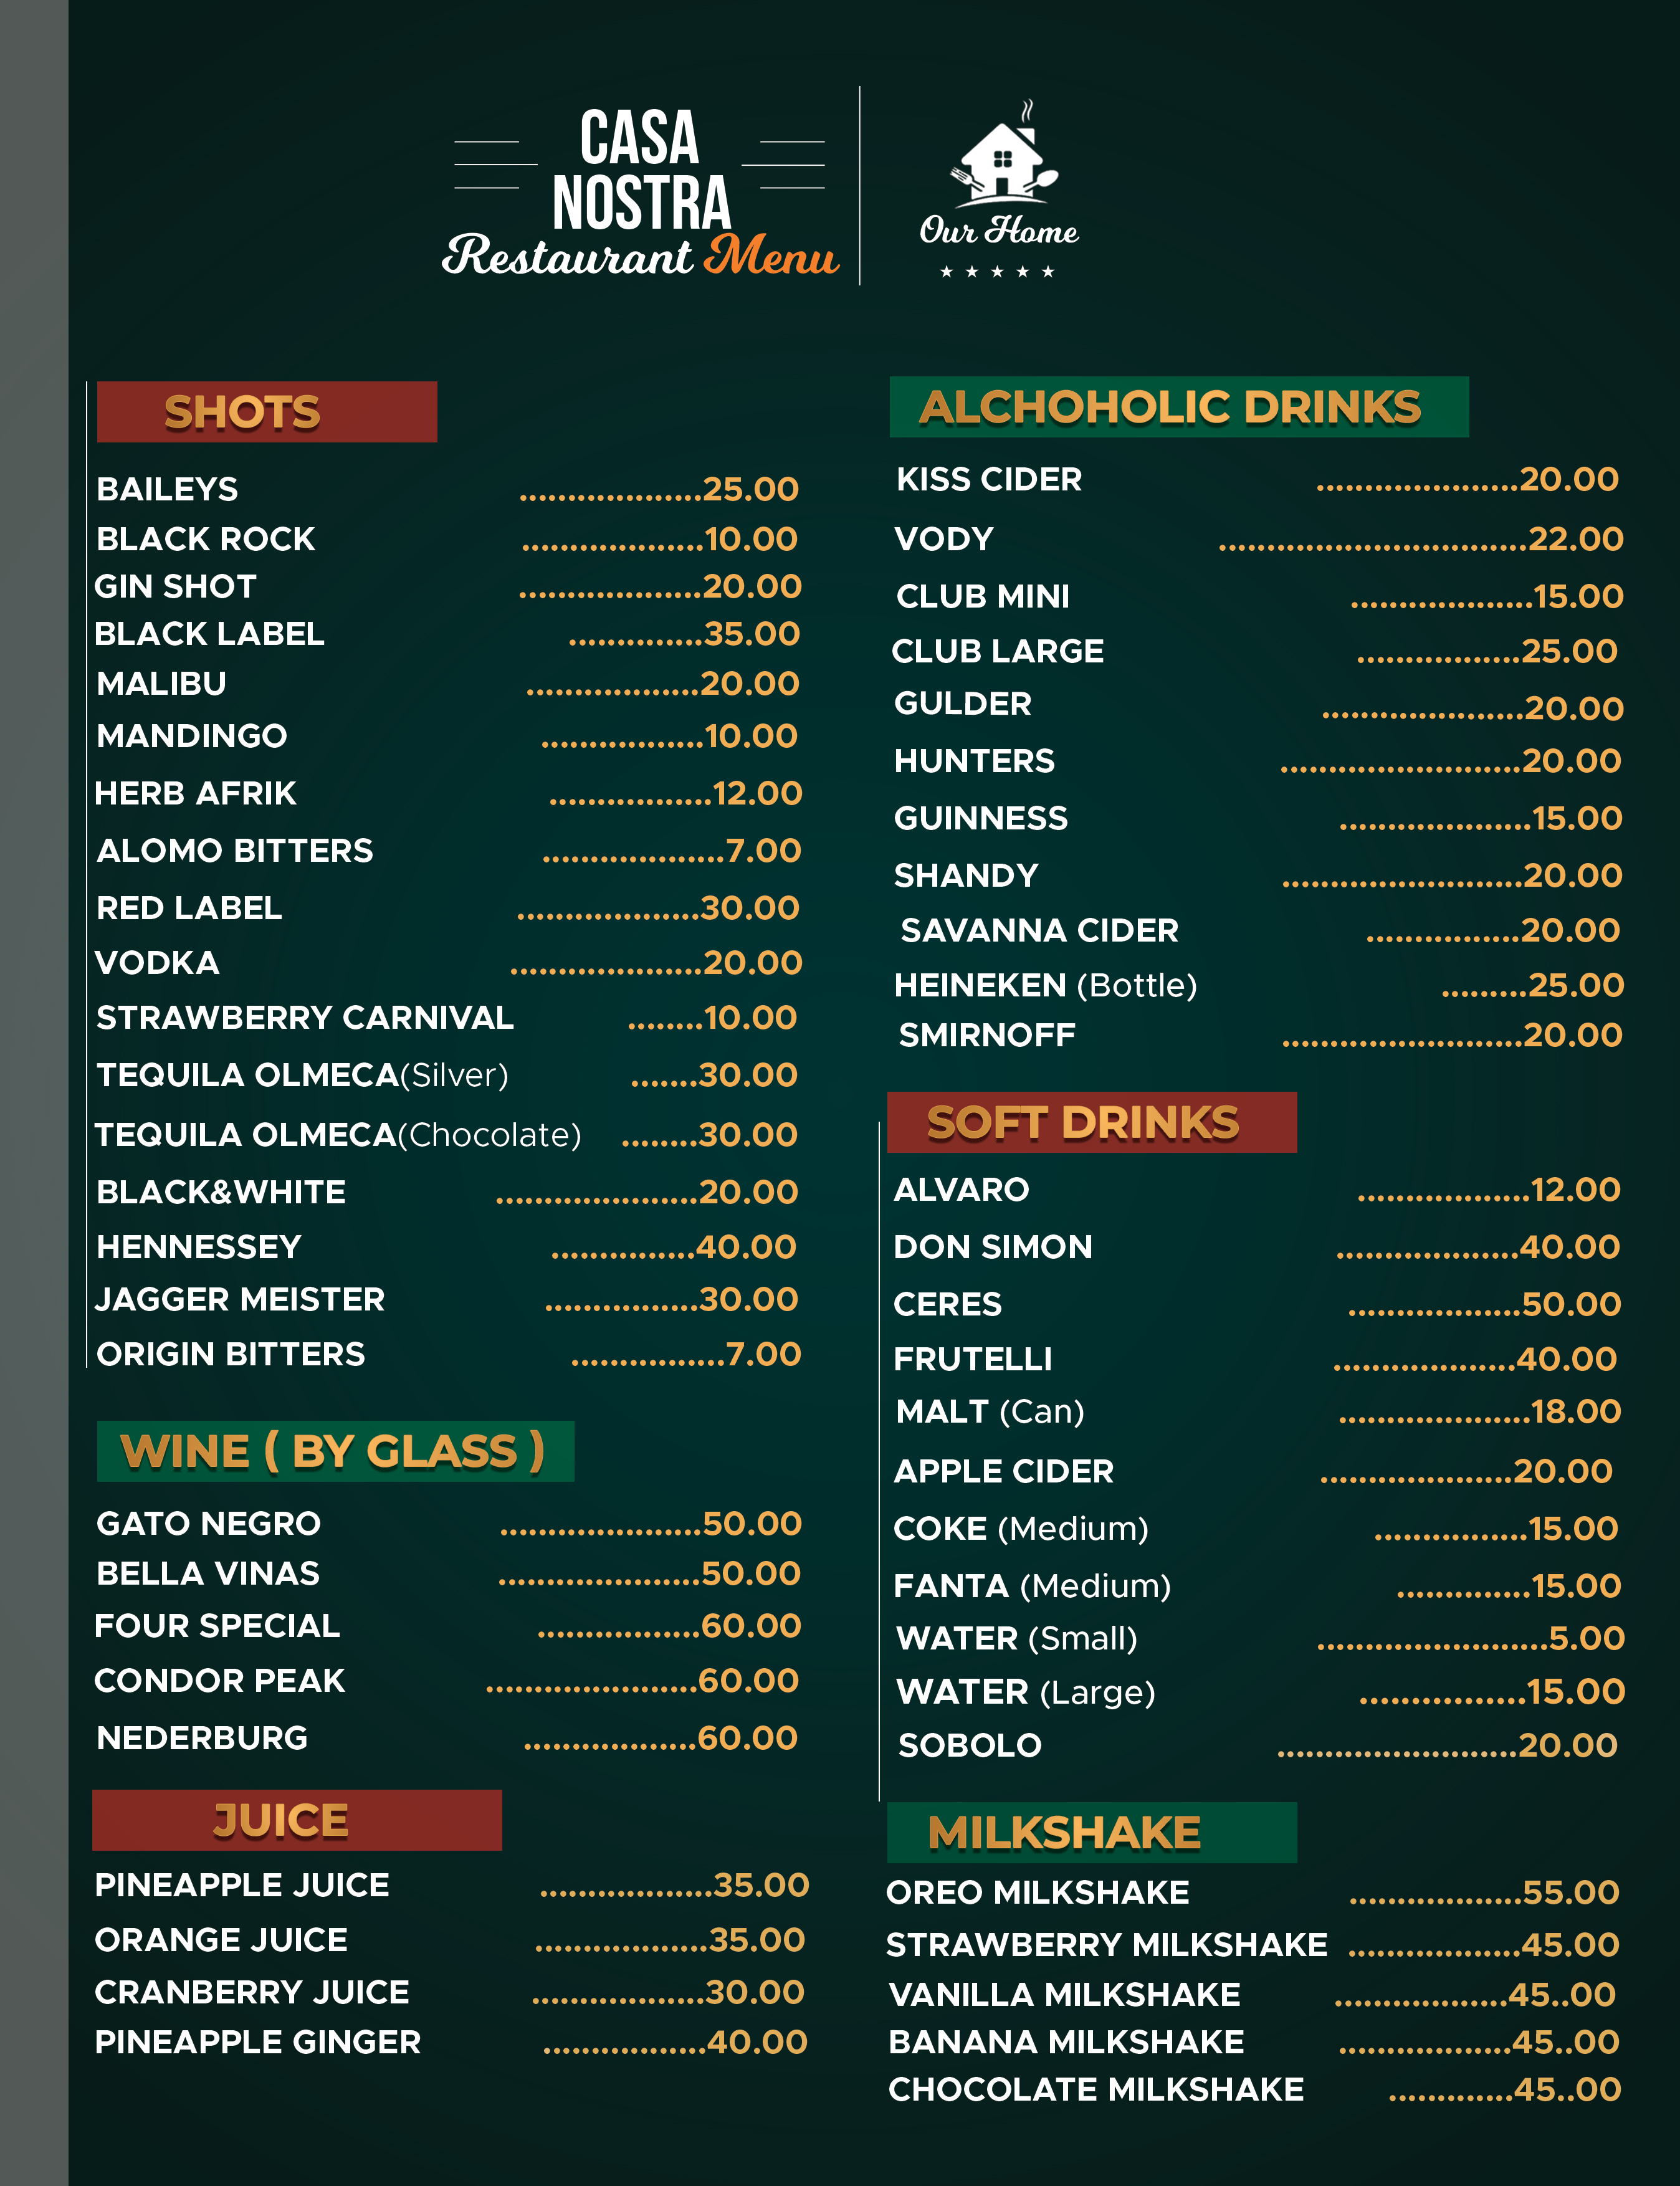 CASA
NOSTRA
Restaurant Menu
Our Home
SHOTS
BAILEYS ...................25.00
BLACK ROCK ...................10.00
GIN SHOT ...................20.00
BLACK LABEL ..............35.00
MALIBU ..................20.00
MANDINGO .................10.00
HERB AFRIK .................12.00
ALOMO BITTERS ...................7.00
RED LABEL ...................30.00
VODKA ....................20.00
STRAWBERRY CARNIVAL ........10.00
TEQUILA OLMECA(Silver) .......30.00
TEQUILA OLMECA(Chocolate) ........30.00
BLACK&WHITE .....................20.00
HENNESSEY ...............40.00
JAGGER MEISTER ................30.00
ORIGIN BITTERS ................7.00
WINE ( BY GLASS )
GATO NEGRO .....................50.00
BELLA VINAS .....................50.00
FOUR SPECIAL .................60.00
CONDOR PEAK ......................60.00
NEDERBURG ..................60.00
JUICE
PINEAPPLE JUICE ..................35.00
ORANGE JUICE ..................35.00
CRANBERRY JUICE ..................30.00
PINEAPPLE GINGER .................40.00
ALCHOHOLIC DRINKS
KISS CIDER .....................20.00
VODY ................................22.00
CLUB MINI ...................15.00
CLUB LARGE .................25.00
GULDER .....................20.00
HUNTERS .........................20.00
GUINNESS ....................15.00
SHANDY .........................20.00
SAVANNA CIDER ................20.00
HEINEKEN (Bottle) .........25.00
SMIRNOFF .........................20.00
SOFT DRINKS
ALVARO ..................12.00
DON SIMON ...................40.00
CERES ..................50.00
FRUTELLI ...................40.00
MALT (Can) ....................18.00
APPLE CIDER ....................20.00
COKE (Medium) ................15.00
FANTA (Medium) ..............15.00
WATER (Small) ........................5.00
WATER (Large) .................15.00
SOBOLO .........................20.00
MILKSHAKE
OREO MILKSHAKE ..................55.00
STRAWBERRY MILKSHAKE ..................45.00
VANILLA MILKSHAKE ..................45..00
BANANA MILKSHAKE ..................45..00
CHOCOLATE MILKSHAKE .............45..00